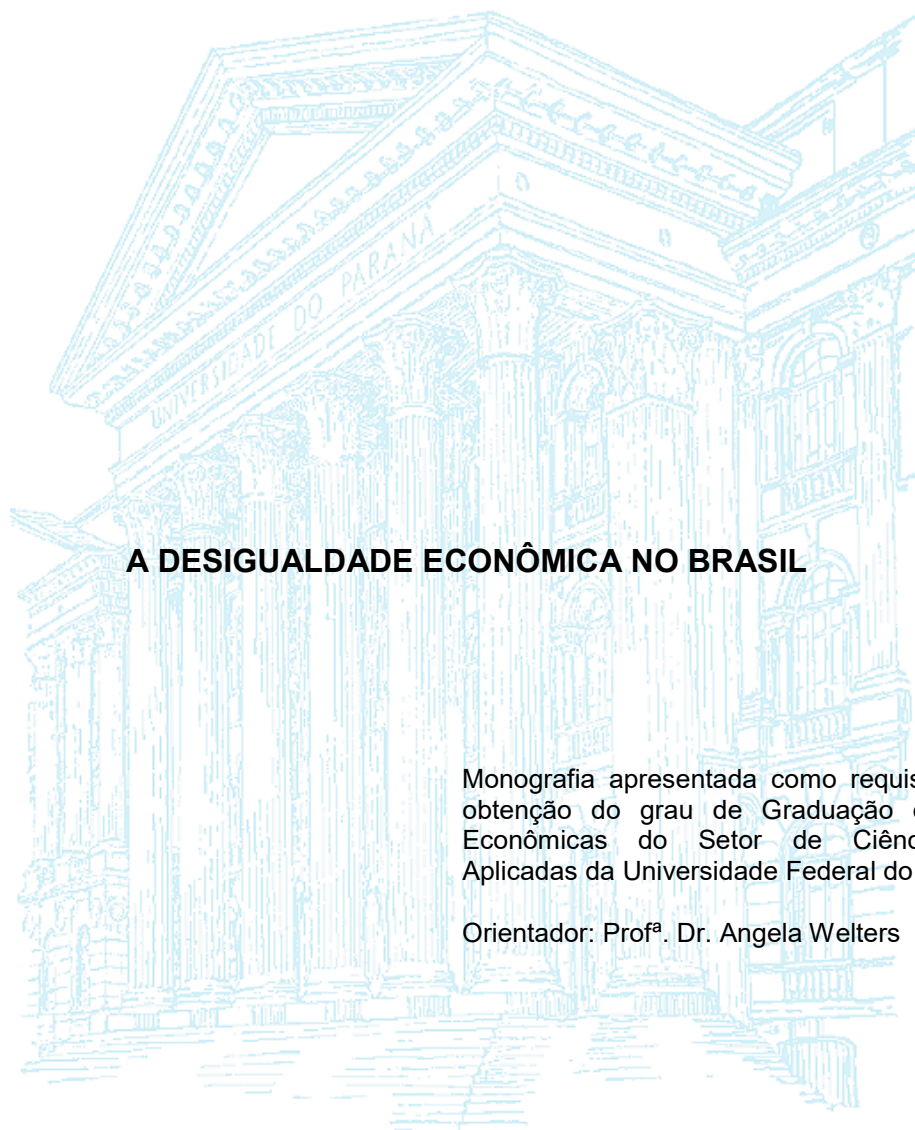 UNIVERSIDADE DO PARANÁ
A DESIGUALDADE ECONÔMICA NO BRASIL
Monografia apresentada como requis
obtenção do grau de Graduação
Econômicas do Setor de Ciênc
Aplicadas da Universidade Federal do
Orientador: Profª. Dr. Angela Welters